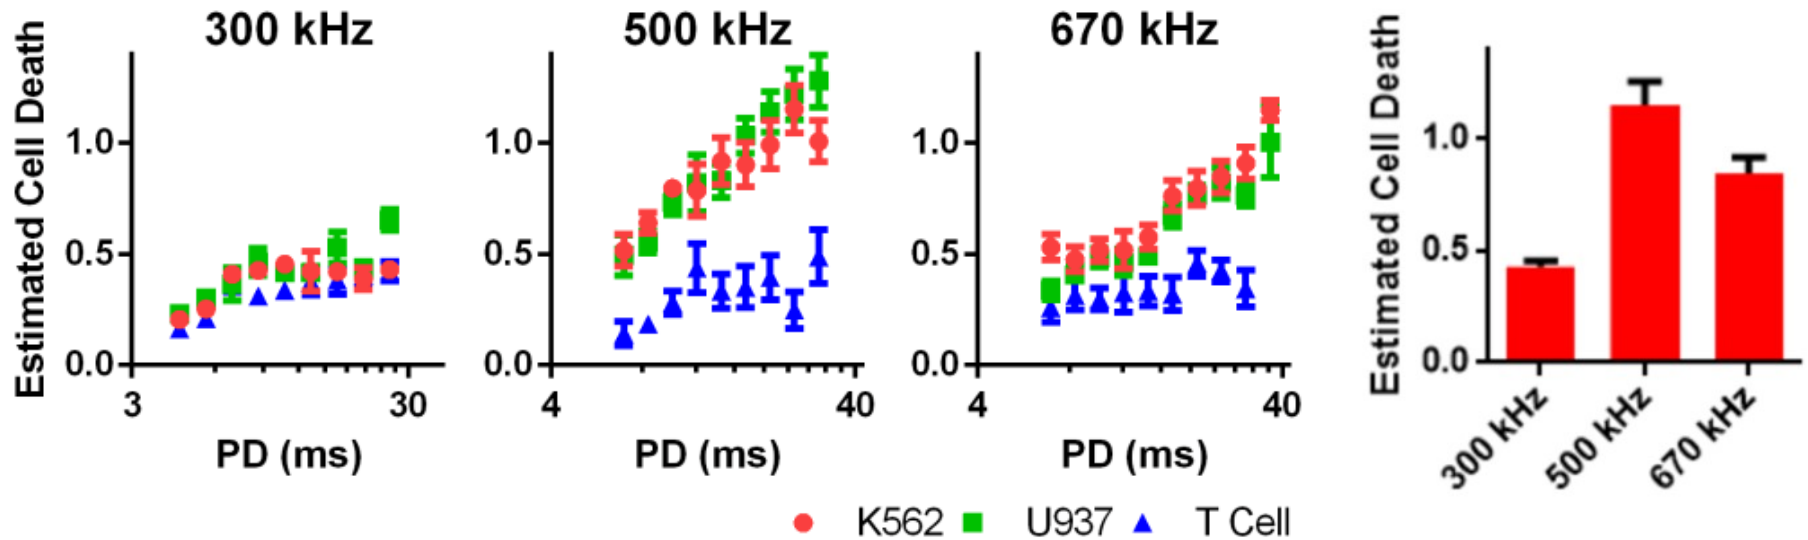 300 kHz
500 kHz
670 kHz
Estimated Cell Death
1.0
0.5
0.0
3
30
PD (ms)
1.0
0.5
0.0
4
40
PD (ms)
1.0
0.5
0.0
4
40
PD (ms)
K562
U937
T Cell
Estimated Cell Death
1.0
0.5
0.0
300 kHz
500 kHz
670 kHz